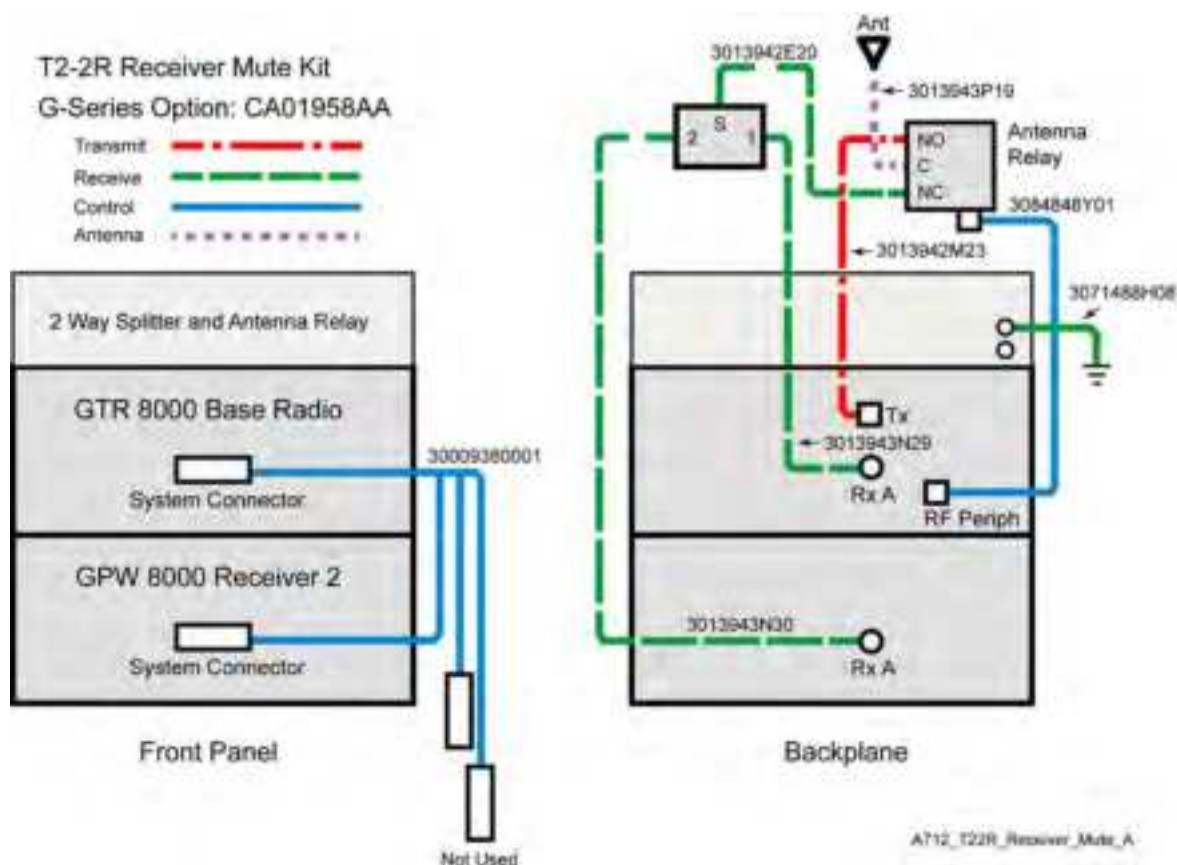 T2-2R Receiver Mute Kit
G-Series Option: CA01958AA
Transmit
Receive
Control
Antenna
2 Way Splitter and Antenna Relay
GTR 8000 Base Radio
System Connector
30009380001
GPW 8000 Receiver 2
System Connector
Front Panel
Not Used
Ant
3013942E20
3013943P19
S
2
1
NO
C
NC
Antenna
Relay
3084848Y01
3013942M23
3071488H08
Tx
3013943N29
Rx A
RF Periph
3013943N30
Rx A
Backplane
A712_T22R_Receiver_Mute_A